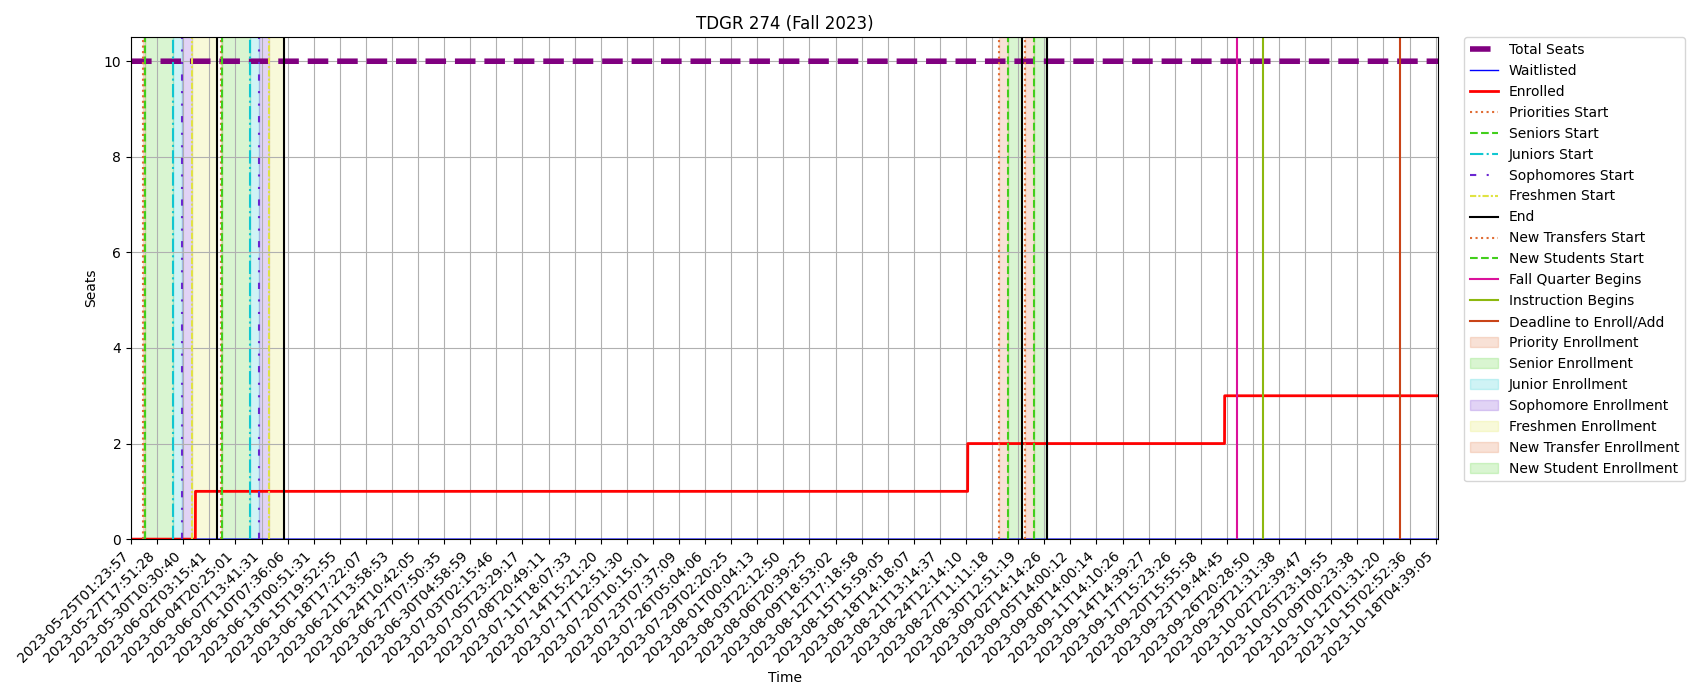 TDGR 274 (Fall 2023)
Seats
10
8
6
4
2
0
2023-05-25T01:23:57
2023-05-27T17:51:28
2023-05-30T10:30:40
2023-06-02T03:15:41
2023-06-04T20:25:01
2023-06-07T13:41:31
2023-06-10T07:36:06
2023-06-13T00:51:31
2023-06-15T19:52:55
2023-06-18T17:22:07
2023-06-21T13:58:53
2023-06-24T10:42:05
2023-06-27T07:50:35
2023-06-30T04:58:59
2023-07-03T02:15:46
2023-07-05T23:29:17
2023-07-08T20:49:11
2023-07-11T18:07:33
2023-07-14T15:21:20
2023-07-17T12:51:30
2023-07-20T10:15:01
2023-07-23T07:37:09
2023-07-26T05:04:06
2023-07-29T02:20:25
2023-08-01T00:04:13
2023-08-03T22:12:50
2023-08-06T20:39:25
2023-08-09T18:53:02
2023-08-12T17:18:58
2023-08-15T15:59:05
2023-08-18T14:18:07
2023-08-21T13:14:37
2023-08-24T12:14:10
2023-08-27T11:11:18
2023-08-30T12:51:19
2023-09-02T14:14:26
2023-09-05T14:00:12
2023-09-08T14:00:14
2023-09-11T14:10:26
2023-09-14T14:39:27
2023-09-17T15:23:26
2023-09-20T15:55:58
2023-09-23T19:44:45
2023-09-26T20:28:50
2023-09-29T21:31:38
2023-10-02T22:39:47
2023-10-05T23:19:55
2023-10-09T00:23:38
2023-10-12T01:31:20
2023-10-15T02:52:36
2023-10-18T04:39:05
Time
Total Seats
Waitlisted
Enrolled
Priorities Start
Seniors Start
Juniors Start
Sophomores Start
Freshmen Start
End
New Transfers Start
New Students Start
Fall Quarter Begins
Instruction Begins
Deadline to Enroll/Add
Priority Enrollment
Senior Enrollment
Junior Enrollment
Sophomore Enrollment
Freshmen Enrollment
New Transfer Enrollment
New Student Enrollment